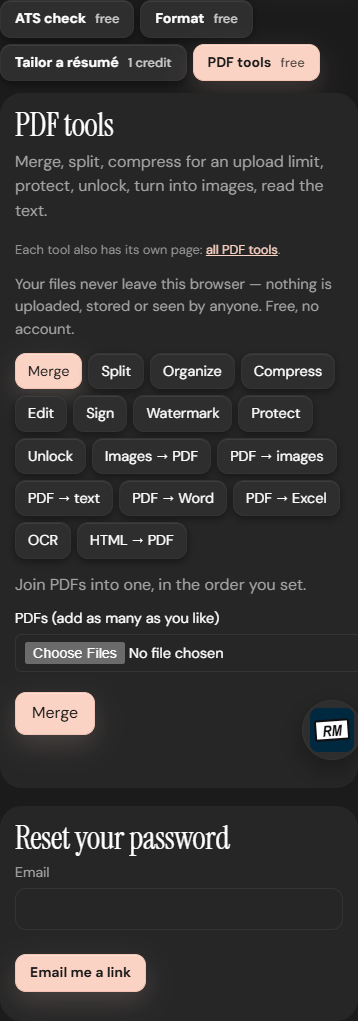 ATS check free
Format free
Tailor a résumé 1 credit
PDF tools free
PDF tools
Merge, split, compress for an upload limit,
protect, unlock, turn into images, read the
text.
Each tool also has its own page: all PDF tools.
Your files never leave this browser — nothing is
uploaded, stored or seen by anyone. Free, no
account.
Merge
Split
Organize
Compress
Edit
Sign
Watermark
Protect
Unlock
Images → PDF
PDF → images
PDF → text
PDF → Word
PDF → Excel
OCR
HTML → PDF
Join PDFs into one, in the order you set.
PDFs (add as many as you like)
Choose Files No file chosen
Merge
RM
Reset your password
Email
Email me a link